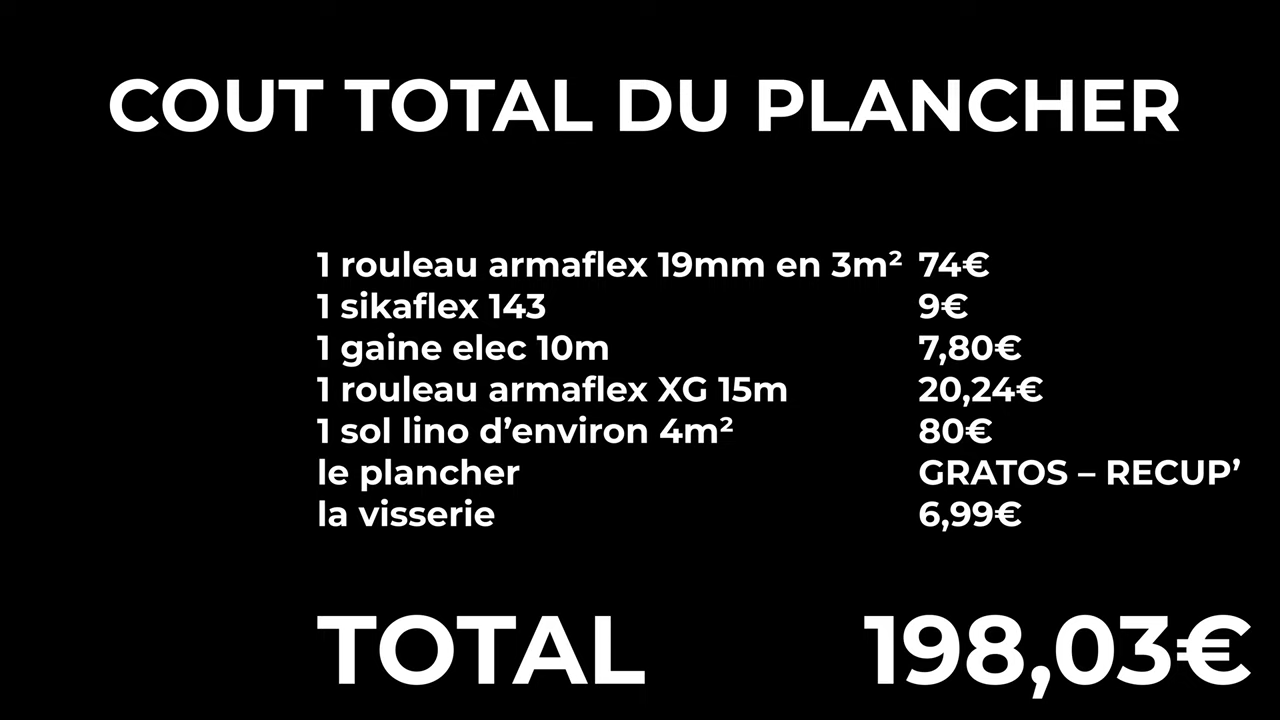 COUT TOTAL DU PLANCHER
1 rouleau armaflex 19mm en 3m² 74€
1 sikaflex 143 9€
1 gaine elec 10m 7,80€
1 rouleau armaflex XG 15m 20,24€
1 sol lino d’environ 4m² 80€
le plancher GRATOS – RECUP’
la visserie 6,99€
TOTAL 198,03€